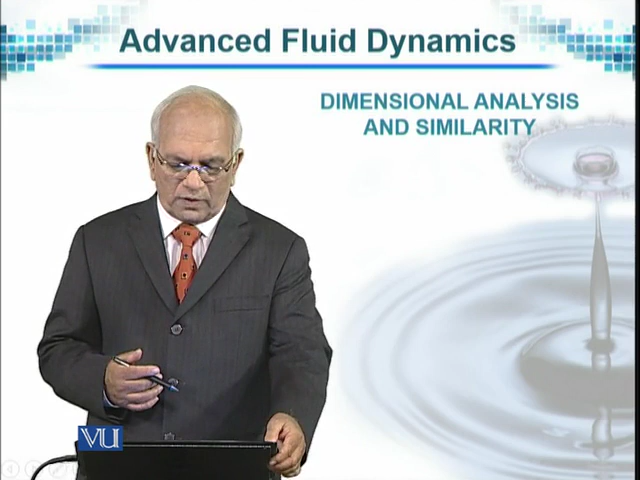 Advanced Fluid Dynamics
DIMENSIONAL ANALYSIS
AND SIMILARITY
VU